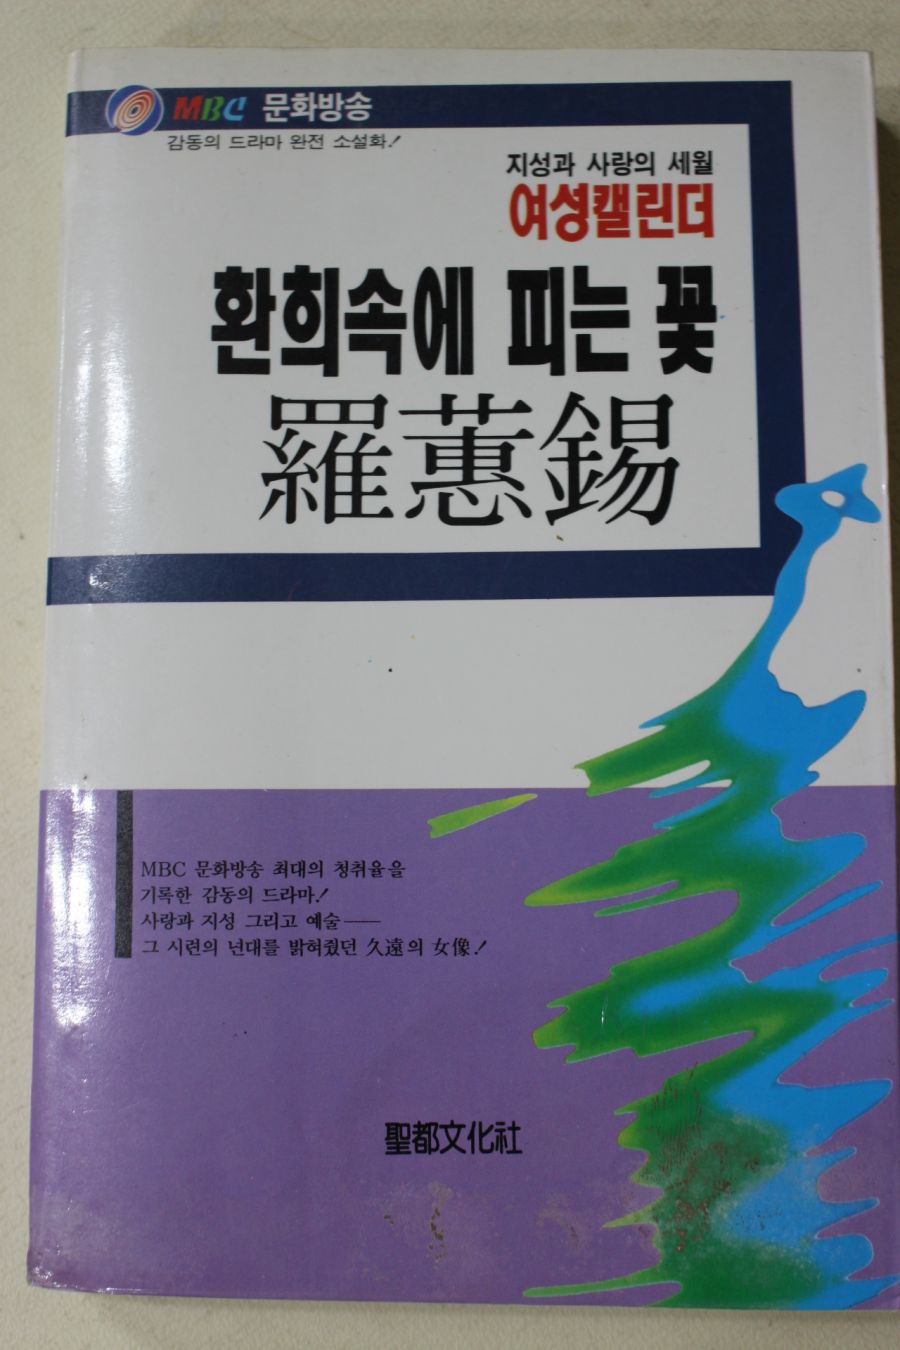 MBC 문화방송
감동의 드라마 완전 소설화!
지성과 사랑의 세월
여성캘린더
환희속에 피는 꽃
羅蕙錫
MBC 문화방송 최대의 청취율을
기록한 감동의 드라마!
사랑과 지성 그리고 예술——
그 시련의 년대를 밝혀줬던 久遠의 女像!
聖都文化社